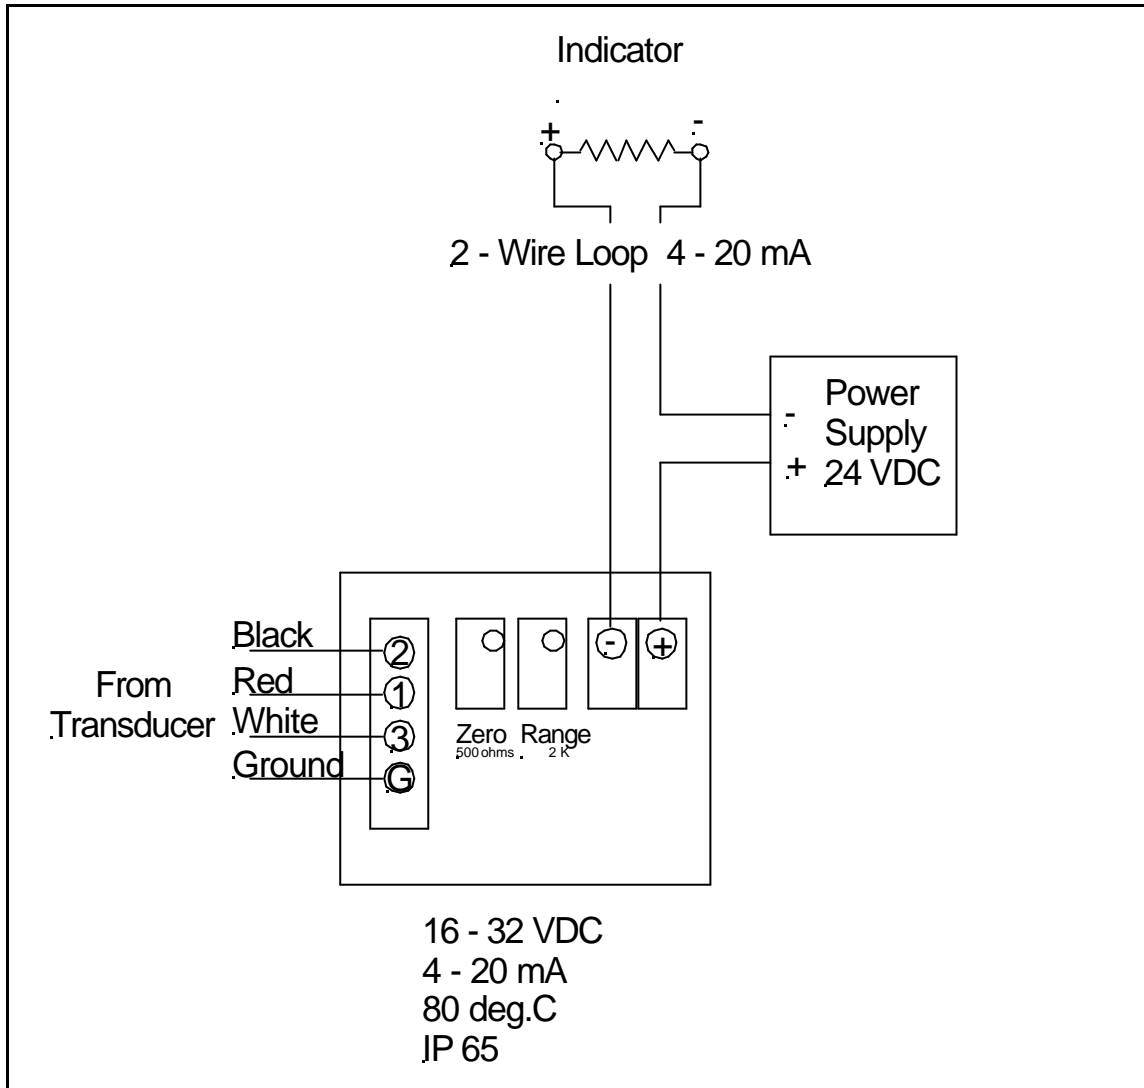 Indicator
+ -
2 - Wire Loop 4 - 20 mA
Power
- Supply
+ 24 VDC
Black
Red
From
Transducer
White
Ground
2
1
3
G
- +
Zero Range
500 ohms 2 K
16 - 32 VDC
4 - 20 mA
80 deg.C
IP 65